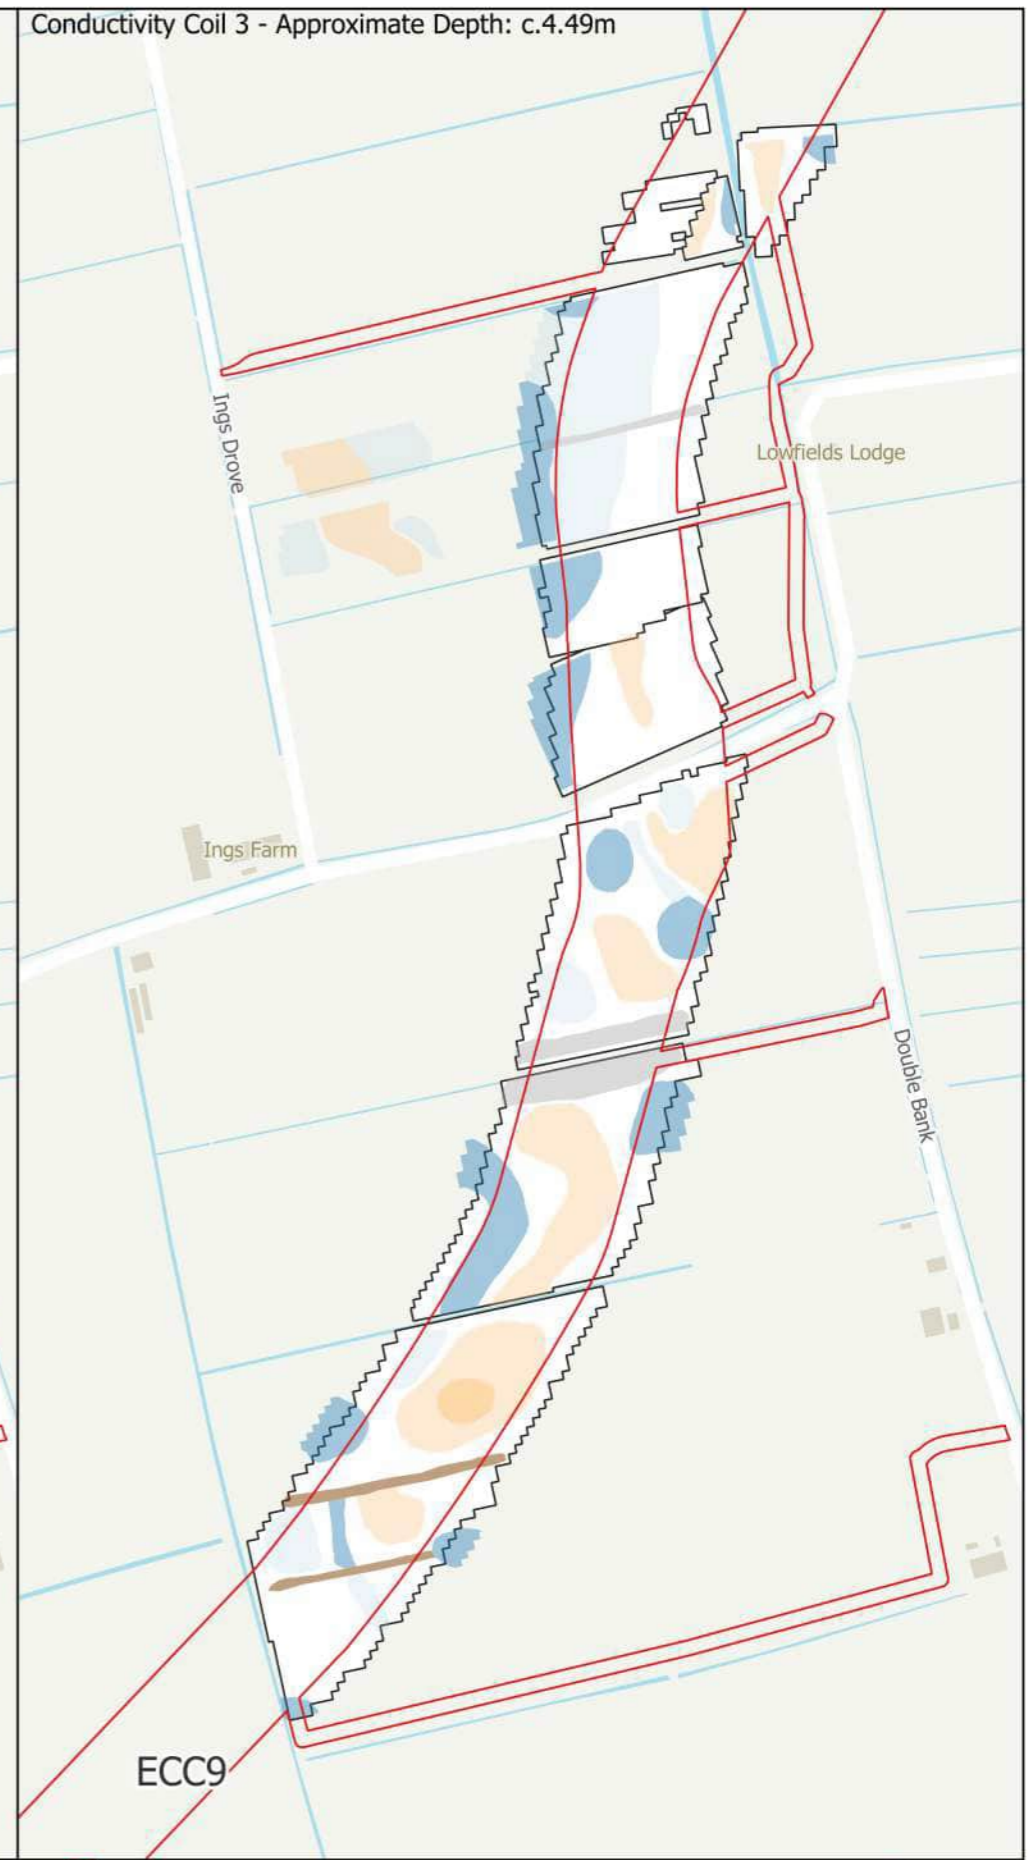 Conductivity Coil 3 - Approximate Depth: c.4.49m
Ings Drove
Lowfields Lodge
Ings Farm
Double Bank
ECC9